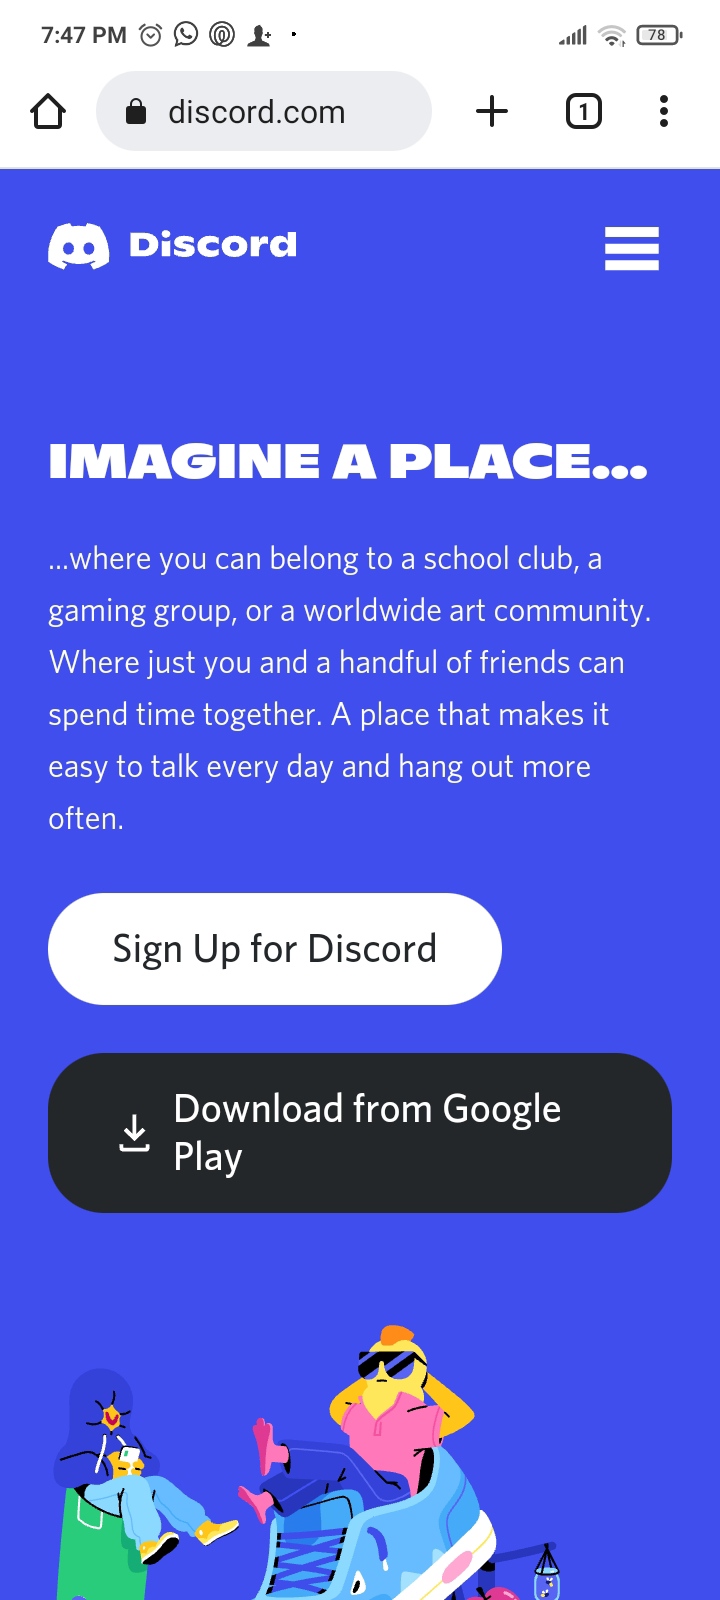 7:47 PM
78
discord.com
1
Discord
IMAGINE A PLACE...
...where you can belong to a school club, a
gaming group, or a worldwide art community.
Where just you and a handful of friends can
spend time together. A place that makes it
easy to talk every day and hang out more
often.
Sign Up for Discord
Download from Google
Play